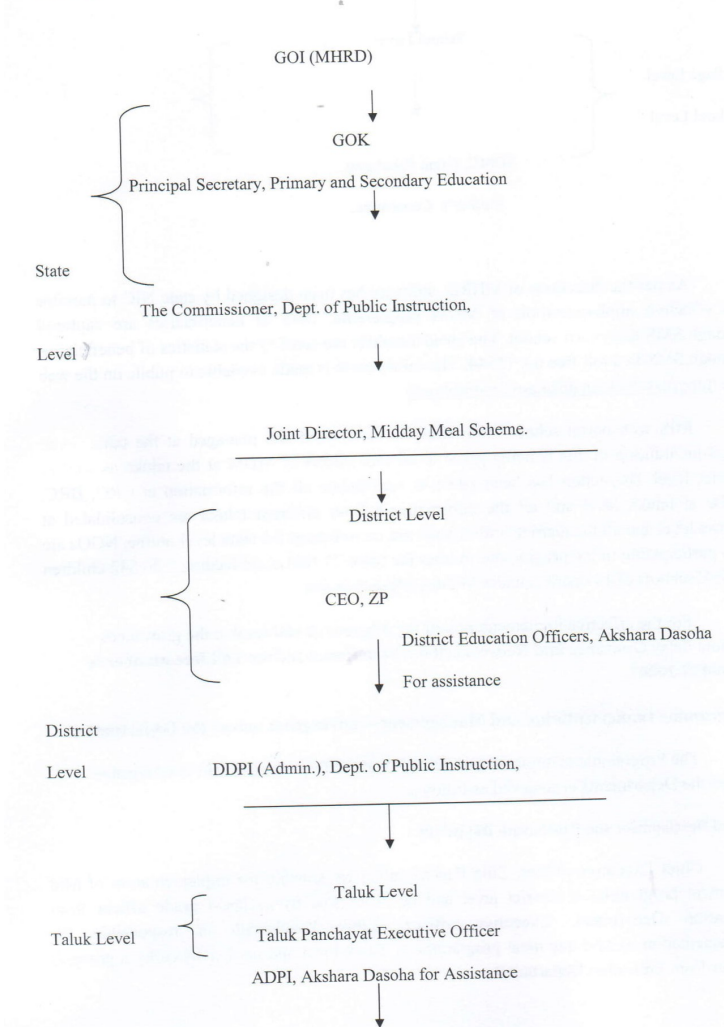 GOI (MHRD)
GOK
Principal Secretary, Primary and Secondary Education
State
The Commissioner, Dept. of Public Instruction,
Level
Joint Director, Midday Meal Scheme.
District Level
CEO, ZP
District Education Officers, Akshara Dasoha
For assistance
District
Level DDPI (Admin.), Dept. of Public Instruction,
Taluk Level
Taluk Level Taluk Panchayat Executive Officer
ADPI, Akshara Dasoha for Assistance